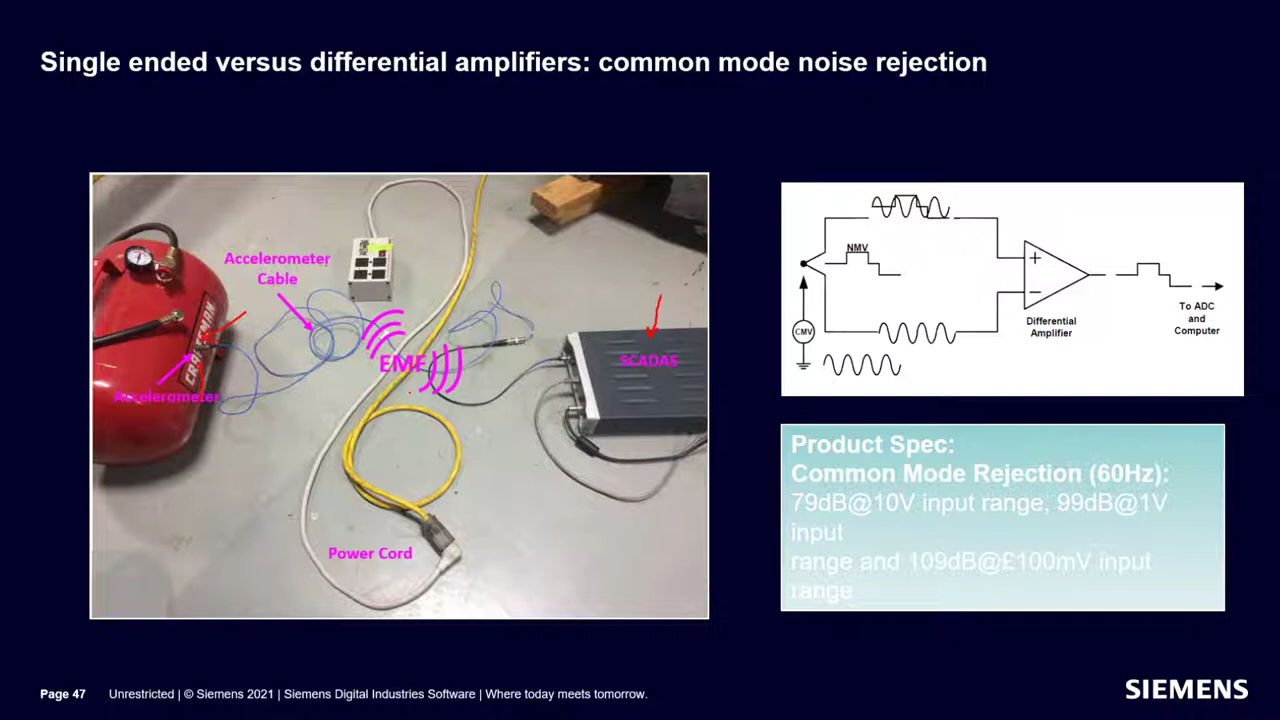 Single ended versus differential amplifiers: common mode noise rejection
Accelerometer
Cable
EMF
SCADAS
CRAFTSMAN
Accelerometer
Power Cord
NMV
CMV
+
−
Differential
Amplifier
To ADC
and
Computer
Product Spec:
Common Mode Rejection (60Hz):
79dB@10V input range, 99dB@1V
input
range and 109dB@£100mV input
range
Page 47 Unrestricted | © Siemens 2021 | Siemens Digital Industries Software | Where today meets tomorrow.
SIEMENS